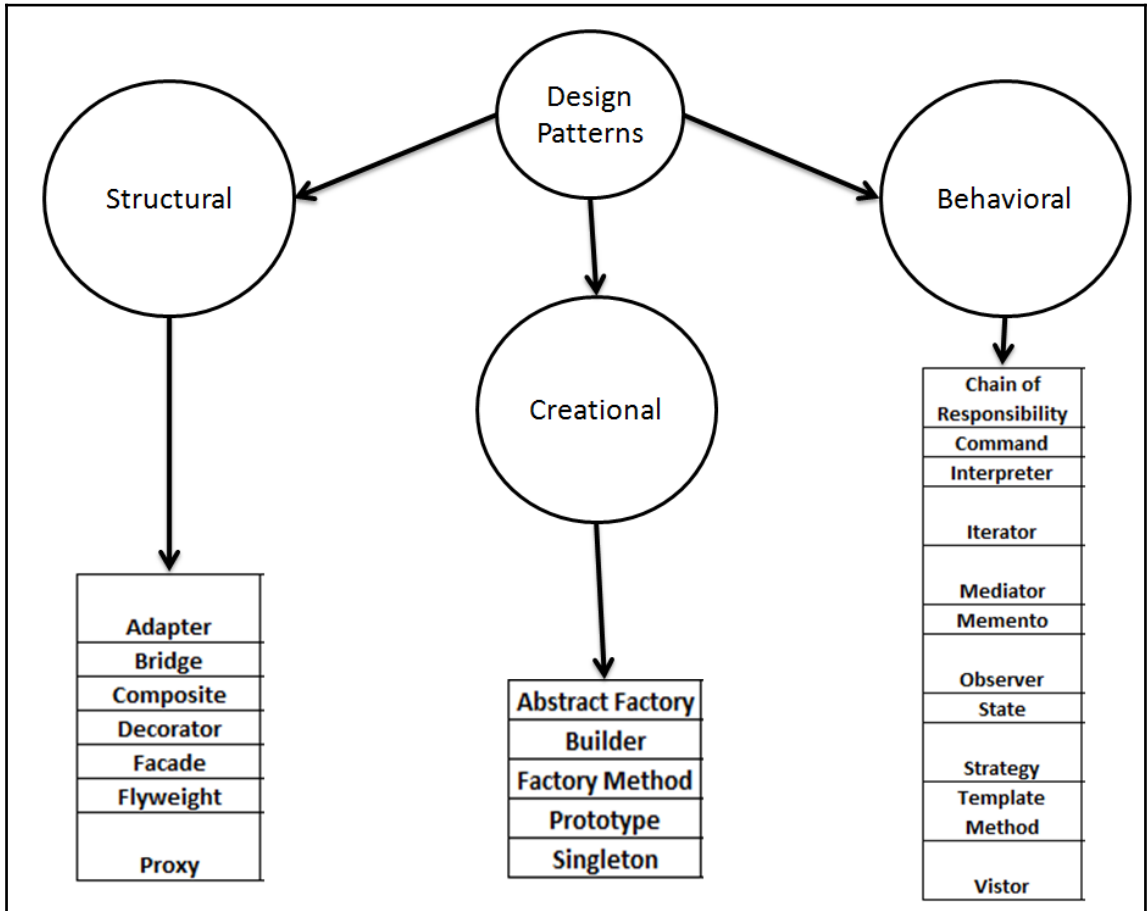 Design
Patterns
Structural
Behavioral
Creational
Adapter
Bridge
Composite
Decorator
Facade
Flyweight
Proxy
Abstract Factory
Builder
Factory Method
Prototype
Singleton
Chain of
Responsibility
Command
Interpreter
Iterator
Mediator
Memento
Observer
State
Strategy
Template
Method
Vistor